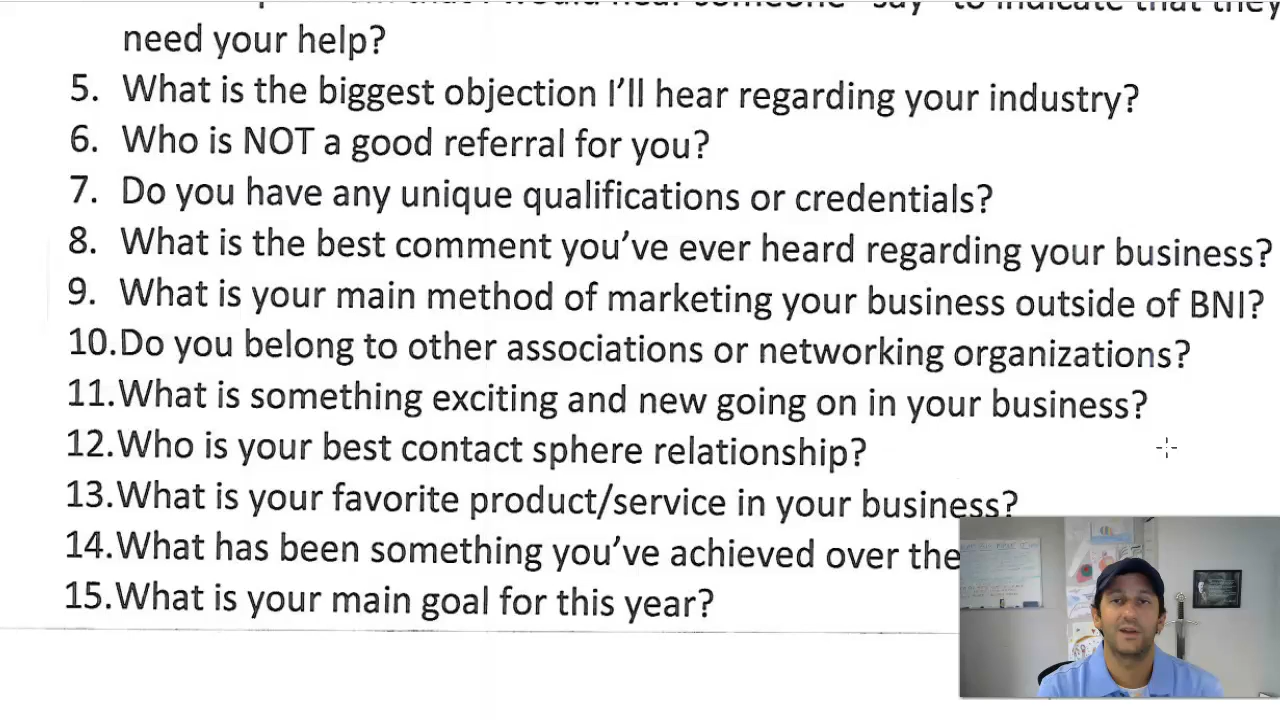 need your help?
5. What is the biggest objection I'll hear regarding your industry?
6. Who is NOT a good referral for you?
7. Do you have any unique qualifications or credentials?
8. What is the best comment you've ever heard regarding your business?
9. What is your main method of marketing your business outside of BNI?
10.Do you belong to other associations or networking organizations?
11.What is something exciting and new going on in your business?
12.Who is your best contact sphere relationship?
13.What is your favorite product/service in your business?
14.What has been something you've achieved over the
15.What is your main goal for this year?